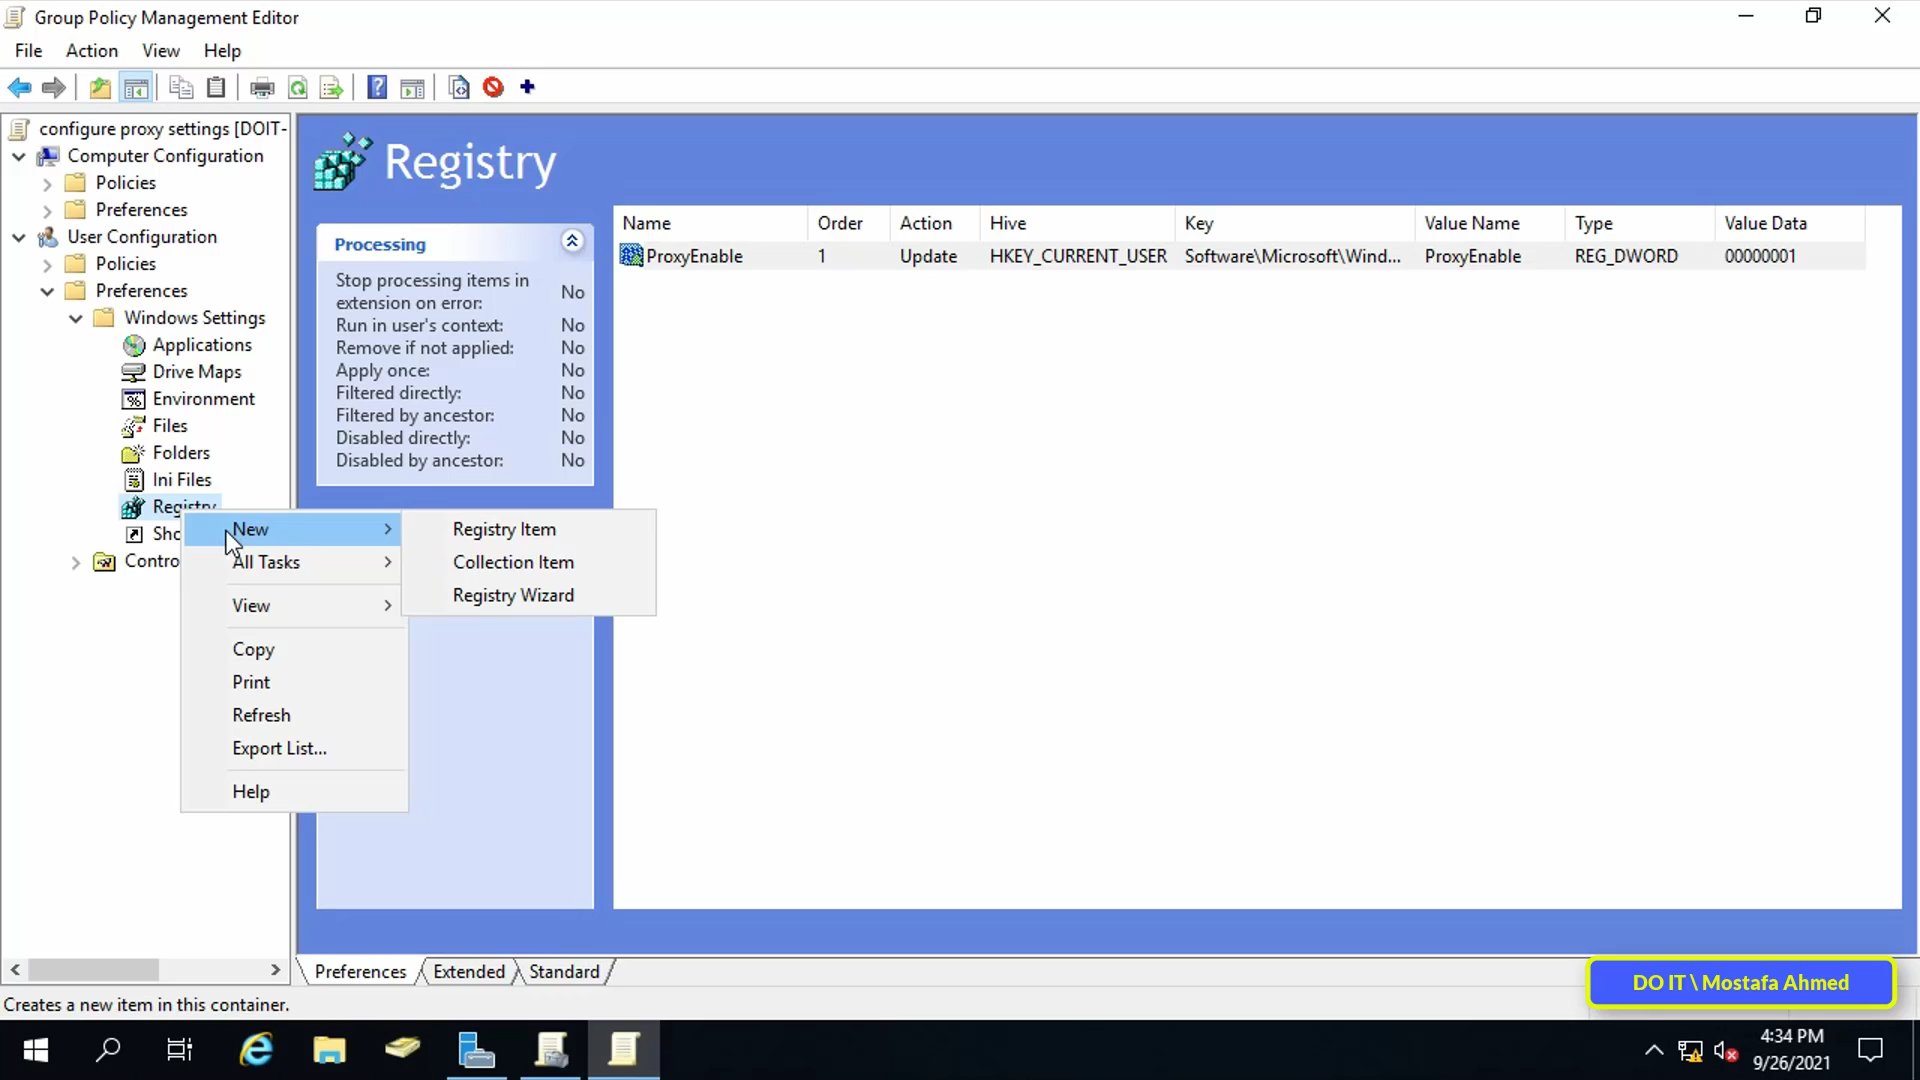 Group Policy Management Editor
File Action View Help
configure proxy settings [DOIT-
Computer Configuration
Policies
Preferences
User Configuration
Policies
Preferences
Windows Settings
Applications
Drive Maps
Environment
Files
Folders
Ini Files
Registry
Sho
Contro
New
All Tasks
View
Copy
Print
Refresh
Export List...
Help
Registry Item
Collection Item
Registry Wizard
Registry
Processing
Stop processing items in
extension on error: No
Run in user's context: No
Remove if not applied: No
Apply once: No
Filtered directly: No
Filtered by ancestor: No
Disabled directly: No
Disabled by ancestor: No
Name Order Action Hive Key Value Name Type Value Data
ProxyEnable 1 Update HKEY_CURRENT_USER Software\Microsoft\Wind... ProxyEnable REG_DWORD 00000001
Preferences Extended Standard
Creates a new item in this container.
DO IT \ Mostafa Ahmed
4:34 PM
9/26/2021